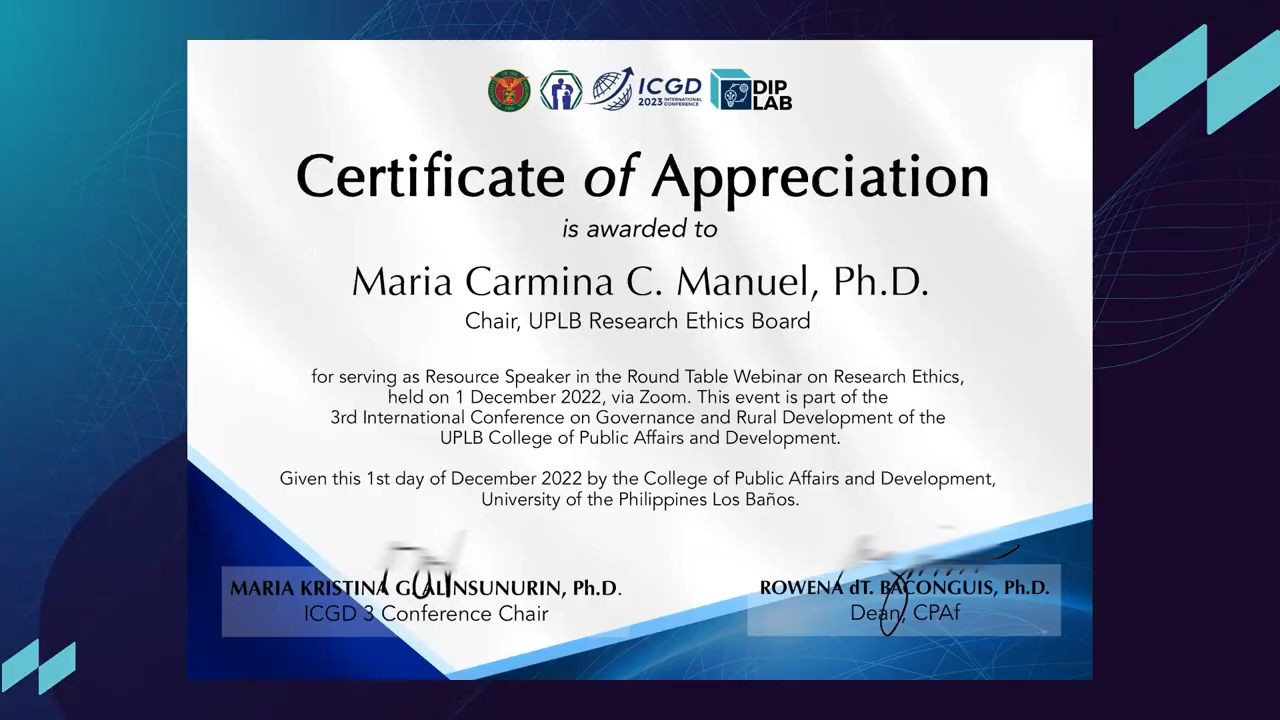 ICGD
2023 INTERNATIONAL CONFERENCE
DIP
LAB
Certificate of Appreciation
is awarded to
Maria Carmina C. Manuel, Ph.D.
Chair, UPLB Research Ethics Board
for serving as Resource Speaker in the Round Table Webinar on Research Ethics,
held on 1 December 2022, via Zoom. This event is part of the
3rd International Conference on Governance and Rural Development of the
UPLB College of Public Affairs and Development.
Given this 1st day of December 2022 by the College of Public Affairs and Development,
University of the Philippines Los Baños.
MARIA KRISTINA G. ALINSUNURIN, Ph.D.
ICGD 3 Conference Chair
ROWENA dT. BACONGUIS, Ph.D.
Dean, CPAf